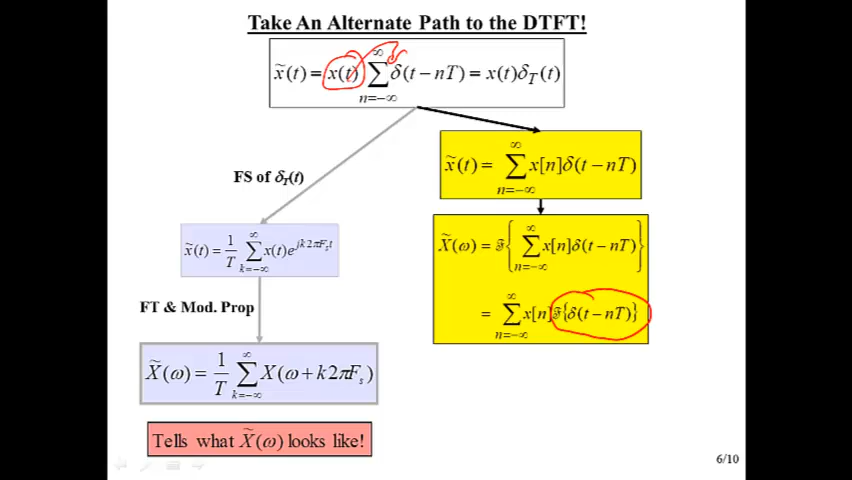 Take An Alternate Path to the DTFT!
x̃(t) = x(t) ∑_{n=-∞}^{∞} δ(t − nT) = x(t)δ_T(t)
FS of δ_T(t)
x̃(t) = ∑_{n=-∞}^{∞} x[n]δ(t − nT)
x̃(t) = 1/T ∑_{k=-∞}^{∞} x(t)e^{jk2πF_s t}
X̃(ω) = ℑ{ ∑_{n=-∞}^{∞} x[n]δ(t − nT) }
= ∑_{n=-∞}^{∞} x[n]ℑ{δ(t − nT)}
FT & Mod. Prop
X̃(ω) = 1/T ∑_{k=-∞}^{∞} X(ω + k2πF_s)
Tells what X̃(ω) looks like!
6/10